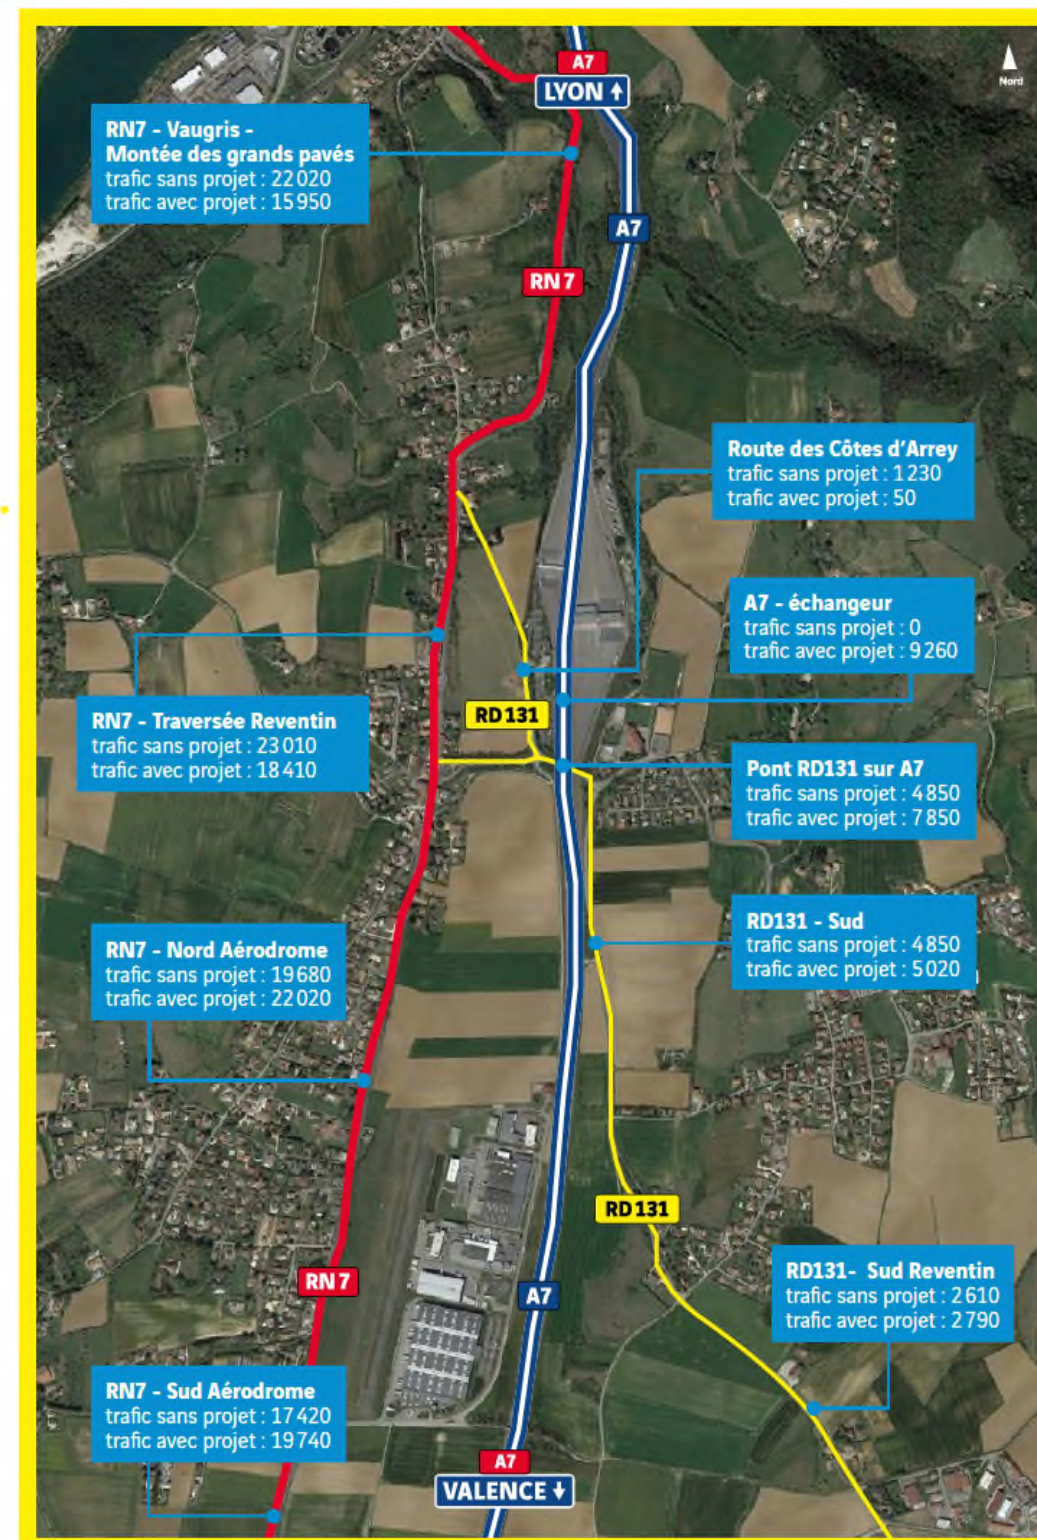 A7
LYON ↑
Nord
RN7 - Vaugris -
Montée des grands pavés
trafic sans projet : 22 020
trafic avec projet : 15 950
A7
RN 7
Route des Côtes d'Arrey
trafic sans projet : 1 230
trafic avec projet : 50
A7 - échangeur
trafic sans projet : 0
trafic avec projet : 9 260
RN7 - Traversée Reventin
trafic sans projet : 23 010
trafic avec projet : 18 410
RD 131
Pont RD131 sur A7
trafic sans projet : 4 850
trafic avec projet : 7 850
RD131 - Sud
trafic sans projet : 4 850
trafic avec projet : 5 020
RN7 - Nord Aérodrome
trafic sans projet : 19 680
trafic avec projet : 22 020
RD 131
RN 7
A7
RD131- Sud Reventin
trafic sans projet : 2 610
trafic avec projet : 2 790
RN7 - Sud Aérodrome
trafic sans projet : 17 420
trafic avec projet : 19 740
A7
VALENCE ↓